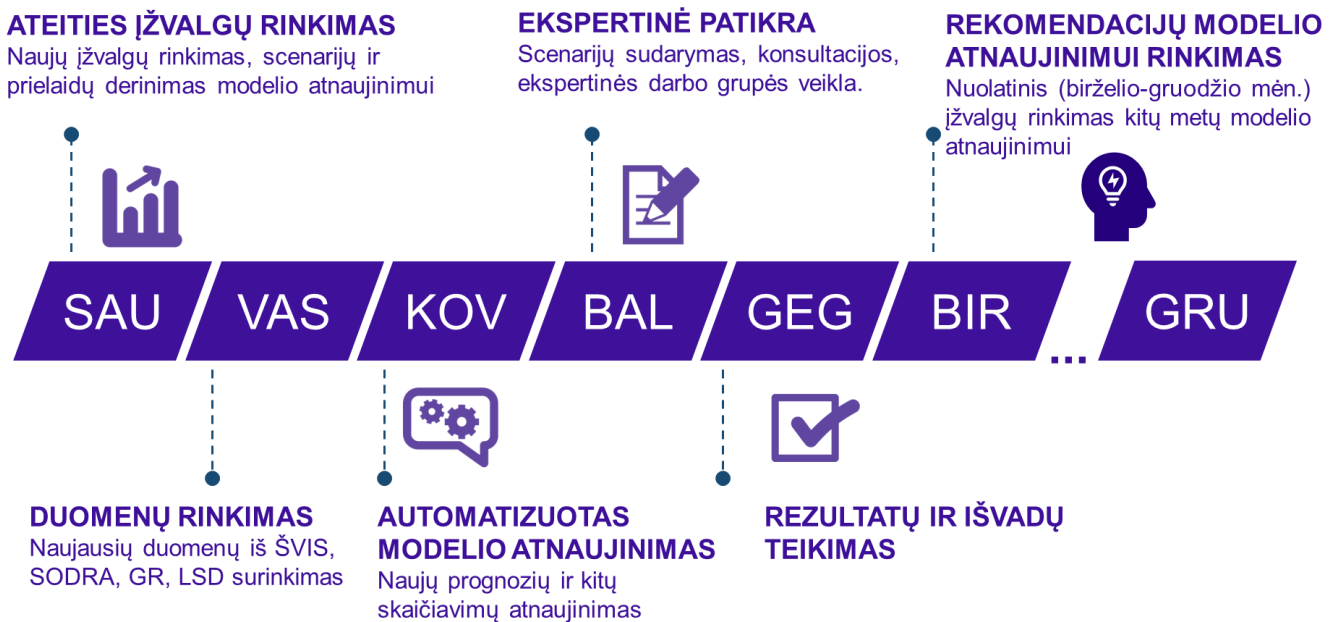 ATEITIES ĮŽVALGŲ RINKIMAS
Naujų įžvalgų rinkimas, scenarijų ir
prielaidų derinimas modelio atnaujinimui
EKSPERTINĖ PATIKRA
Scenarijų sudarymas, konsultacijos,
ekspertinės darbo grupės veikla.
REKOMENDACIJŲ MODELIO
ATNAUJINIMUI RINKIMAS
Nuolatinis (birželio-gruodžio mėn.)
įžvalgų rinkimas kitų metų modelio
atnaujinimui
SAU
VAS
KOV
BAL
GEG
BIR
...
GRU
DUOMENŲ RINKIMAS
Naujausių duomenų iš ŠVIS,
SODRA, GR, LSD surinkimas
AUTOMATIZUOTAS
MODELIO ATNAUJINIMAS
Naujų prognozių ir kitų
skaičiavimų atnaujinimas
REZULTATŲ IR IŠVADŲ
TEIKIMAS